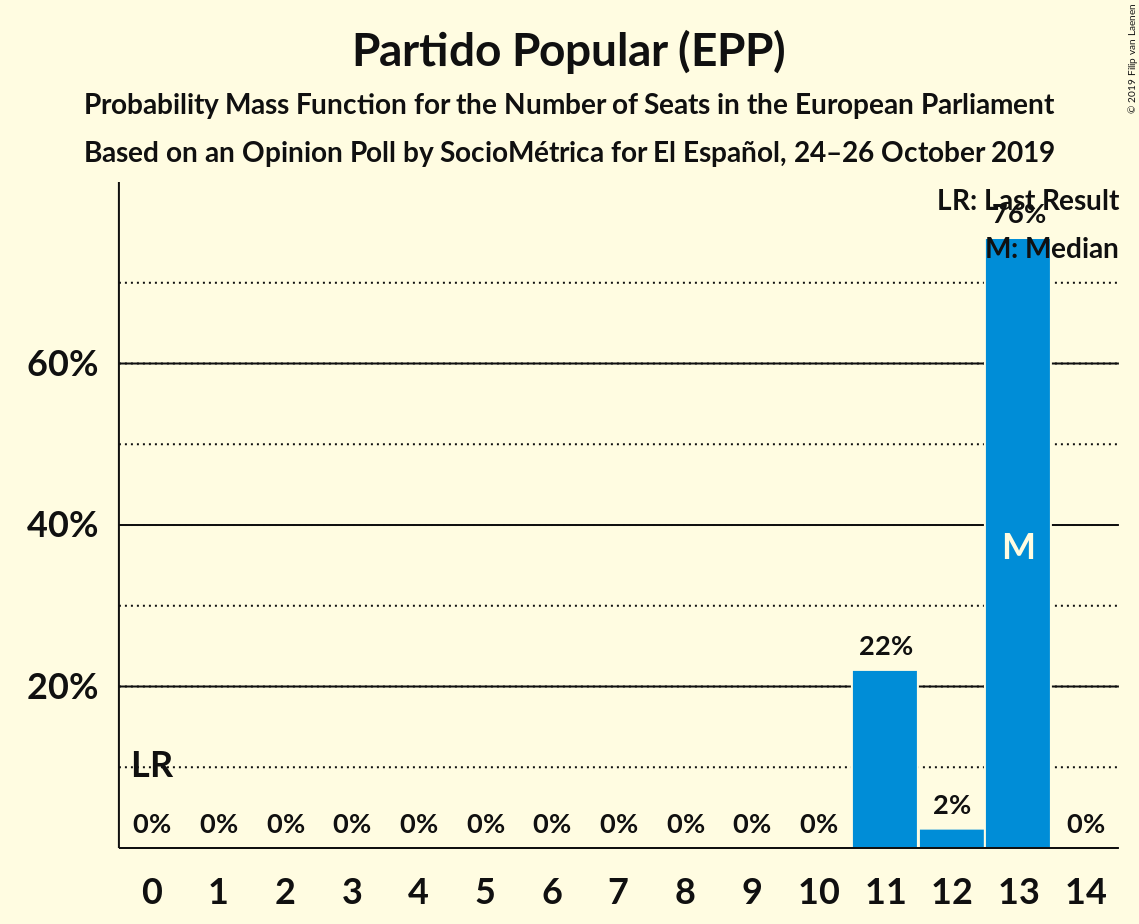 Partido Popular (EPP)
Probability Mass Function for the Number of Seats in the European Parliament
Based on an Opinion Poll by SocioMétrica for El Español, 24–26 October 2019
© 2019 Filip van Laenen
LR: Last Result
76%
M: Median
60%
40%
M
22%
20%
LR
2%
0% 0% 0% 0% 0% 0% 0% 0% 0% 0% 0% 0%
0 1 2 3 4 5 6 7 8 9 10 11 12 13 14